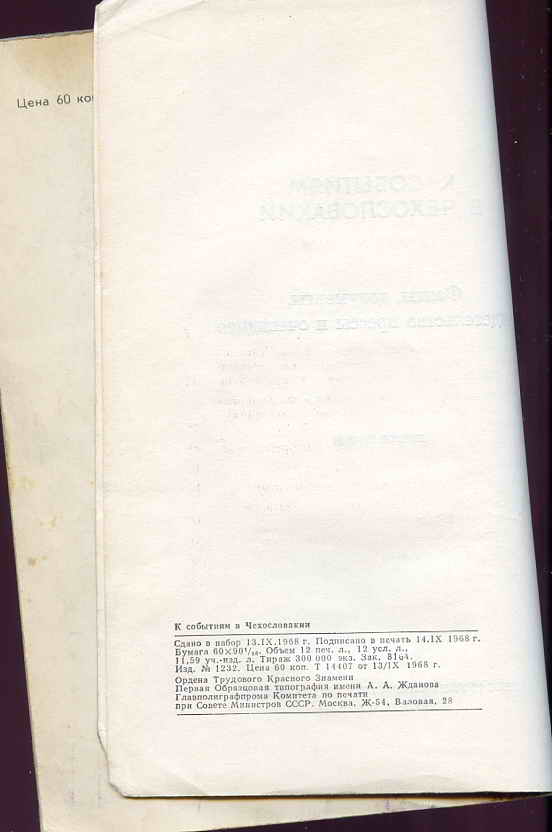 Цена 60 ко
К СОБЫТИЯМ
В ЧЕХОСЛОВАКИИ
К событиям в Чехословакии
Сдано в набор 13.IX.1968 г. Подписано в печать 14.IX 1968 г.
Бумага 60×90¹/₁₆. Объем 12 печ. л., 12 усл. л.,
11,59 уч.-изд. л. Тираж 300 000 экз. Зак. 8164.
Изд. № 1232. Цена 60 коп. Т 14407 от 13/IX 1968 г.
Ордена Трудового Красного Знамени
Первая Образцовая типография имени А. А. Жданова
Главполиграфпрома Комитета по печати
при Совете Министров СССР. Москва, Ж-54, Валовая, 28